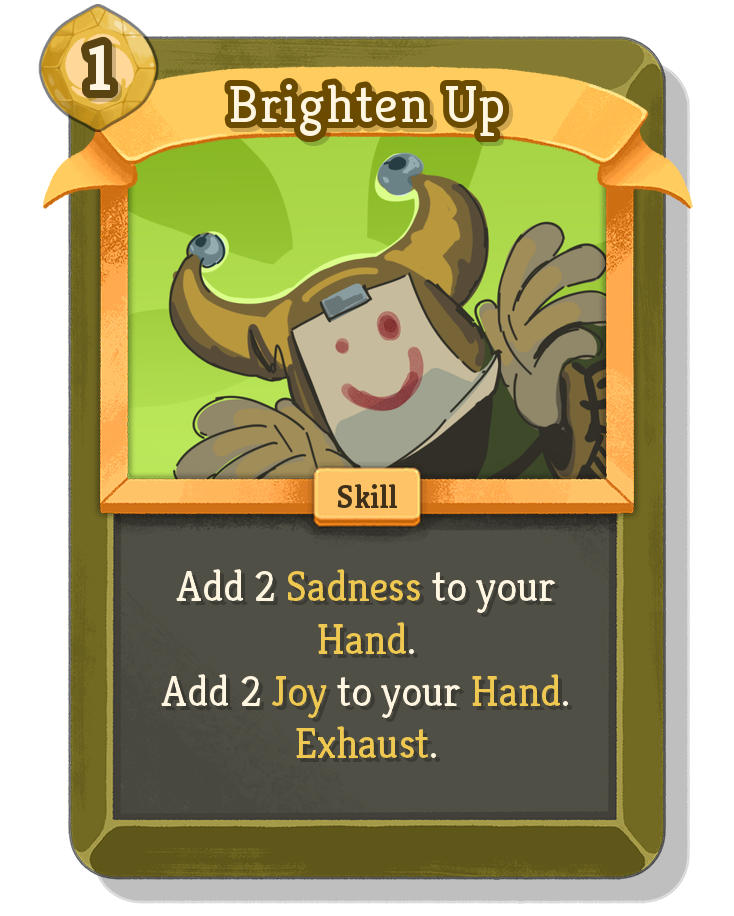 1
Brighten Up
Skill
Add 2 Sadness to your
Hand.
Add 2 Joy to your Hand.
Exhaust.